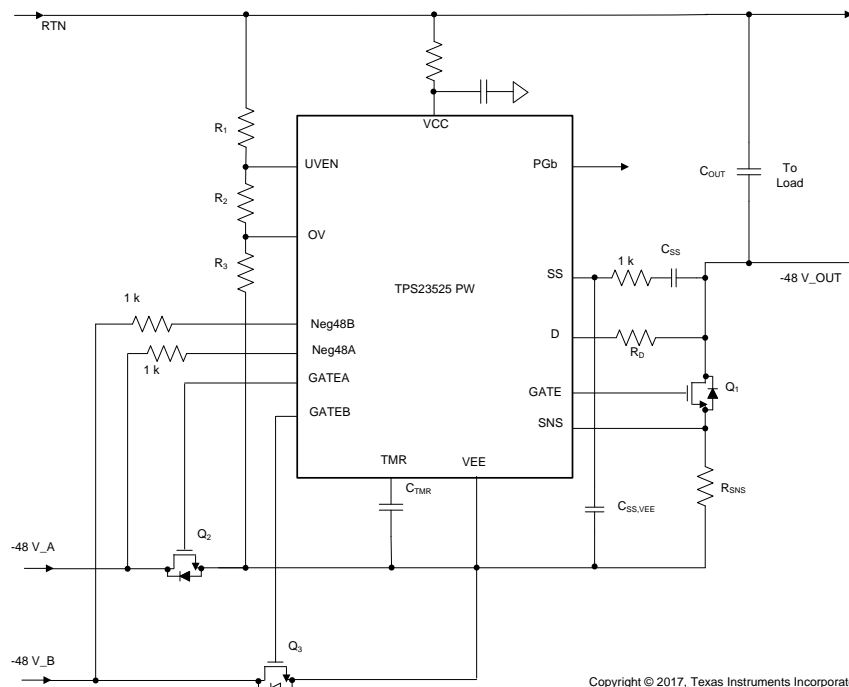 RTN
R1
VCC
UVEN
PGb
COUT
To
Load
R2
OV
R3
CSS
SS
1 k
-48 V_OUT
TPS23525 PW
1 k
Neg48B
D
RD
Neg48A
1 k
GATEA
GATE
Q1
GATEB
SNS
TMR
VEE
RSNS
CTMR
CSS,VEE
Q2
-48 V_A
Q3
-48 V_B
Copyright © 2017, Texas Instruments Incorporate